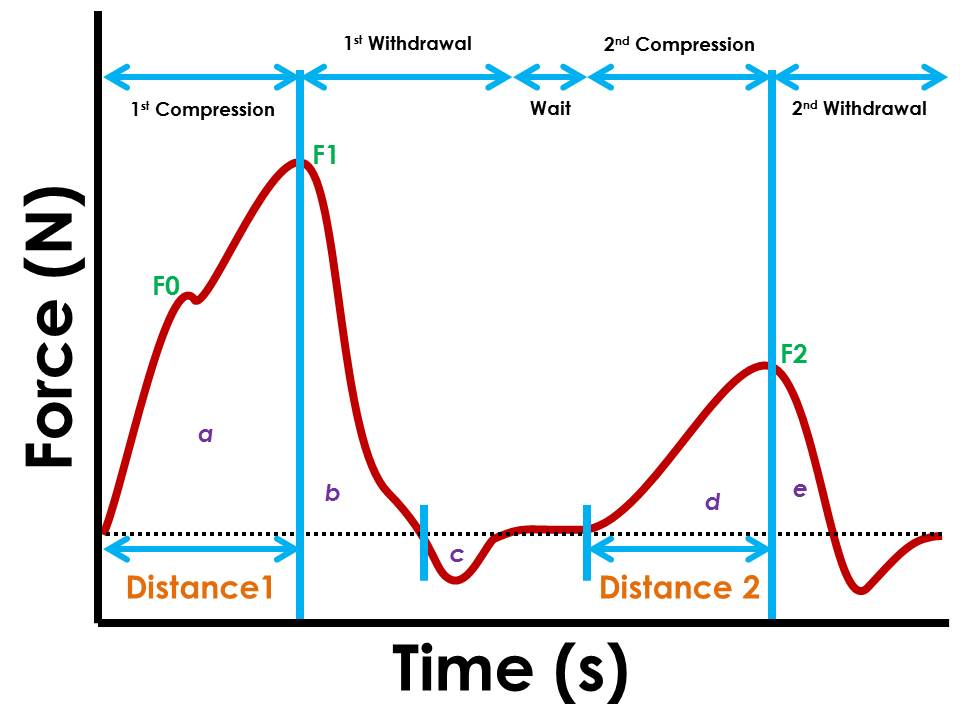 1st Withdrawal
2nd Compression
1st Compression
Wait
2nd Withdrawal
F1
F0
F2
a
b
c
d
e
Distance1
Distance 2
Force (N)
Time (s)